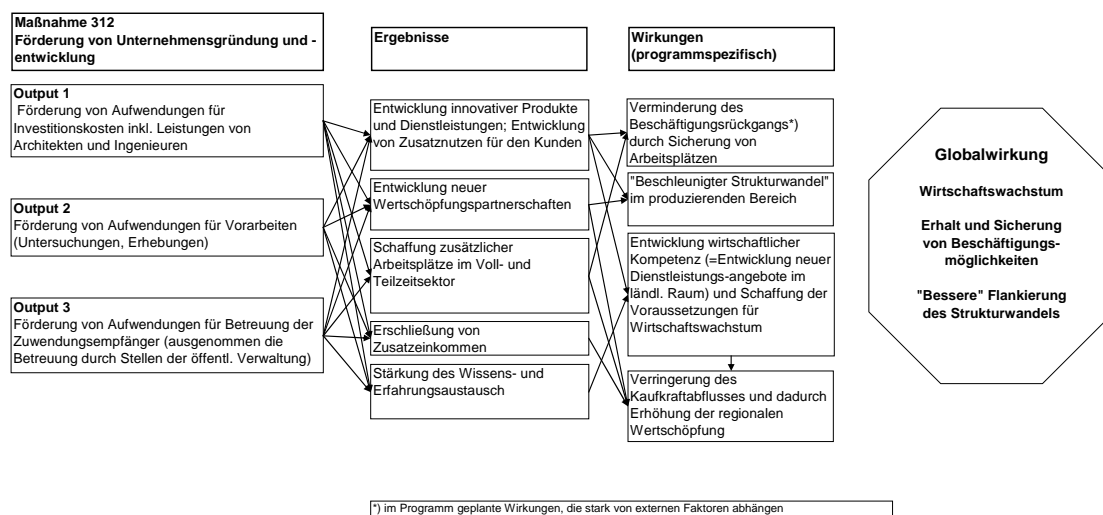 Maßnahme 312
Förderung von Unternehmensgründung und -
entwicklung
Output 1
Förderung von Aufwendungen für
Investitionskosten inkl. Leistungen von
Architekten und Ingenieuren
Output 2
Förderung von Aufwendungen für Vorarbeiten
(Untersuchungen, Erhebungen)
Output 3
Förderung von Aufwendungen für Betreuung der
Zuwendungsempfänger (ausgenommen die
Betreuung durch Stellen der öffentl. Verwaltung)
Ergebnisse
Entwicklung innovativer Produkte
und Dienstleistungen; Entwicklung
von Zusatznutzen für den Kunden
Entwicklung neuer
Wertschöpfungspartnerschaften
Schaffung zusätzlicher
Arbeitsplätze im Voll- und
Teilzeitsektor
Erschließung von
Zusatzeinkommen
Stärkung des Wissens- und
Erfahrungsaustausch
Wirkungen
(programmspezifisch)
Verminderung des
Beschäftigungsrückgangs*)
durch Sicherung von
Arbeitsplätzen
"Beschleunigter Strukturwandel"
im produzierenden Bereich
Entwicklung wirtschaftlicher
Kompetenz (=Entwicklung neuer
Dienstleistungs-angebote im
ländl. Raum) und Schaffung der
Voraussetzungen für
Wirtschaftswachstum
Verringerung des
Kaufkraftabflusses und dadurch
Erhöhung der regionalen
Wertschöpfung
Globalwirkung
Wirtschaftswachstum
Erhalt und Sicherung
von Beschäftigungs-
möglichkeiten
"Bessere" Flankierung
des Strukturwandels
*) im Programm geplante Wirkungen, die stark von externen Faktoren abhängen